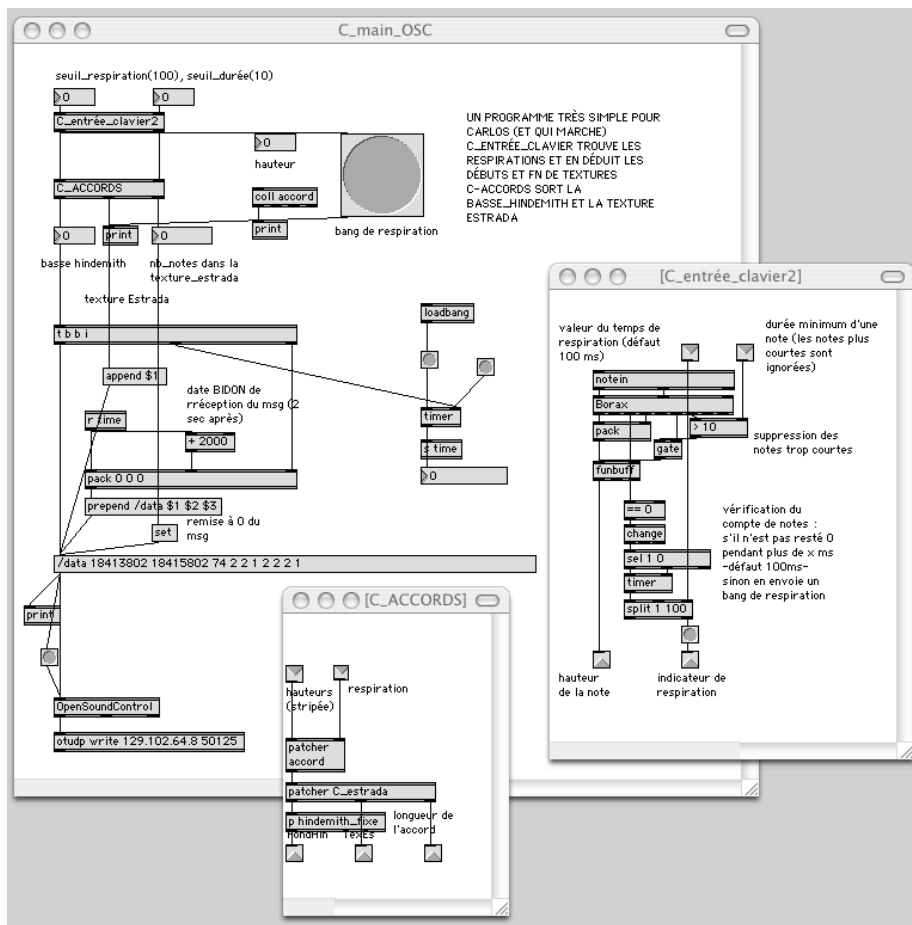 C_main_OSC
seuil_respiration(100), seuil_durée(10)
0
0
C_entrée_clavier2
0
hauteur
coll accord
print
bang de respiration
UN PROGRAMME TRÈS SIMPLE POUR
CARLOS (ET QUI MARCHE)
C_ENTRÉE_CLAVIER TROUVE LES
RESPIRATIONS ET EN DÉDUIT LES
DÉBUTS ET FN DE TEXTURES
C-ACCORDS SORT LA
BASSE_HINDEMITH ET LA TEXTURE
ESTRADA
C_ACCORDS
0
print
0
basse hindemith
nb_notes dans la
texture_estrada
texture Estrada
t b b i
append $1
date BIDON de
rréception du msg (2
sec après)
r time
+ 2000
pack 0 0 0
prepend /data $1 $2 $3
remise à 0 du
msg
set
/data 18413802 18415802 74 2 2 1 2 2 2 1
print
OpenSoundControl
otudp write 129.102.64.8 50125
loadbang
timer
s time
0
[C_entrée_clavier2]
valeur du temps de
respiration (défaut
100 ms)
durée minimum d'une
note (les notes plus
courtes sont
ignorées)
notein
Borax
pack
> 10
gate
suppression des
notes trop courtes
funbuff
== 0
change
sel 1 0
timer
split 1 100
vérification du
compte de notes :
s'il n'est pas resté 0
pendant plus de x ms
-défaut 100ms-
sinon en envoie un
bang de respiration
hauteur
de la note
indicateur de
respiration
[C_ACCORDS]
hauteurs
(stripée)
respiration
patcher
accord
patcher C_estrada
p hindemith_fixe
longueur de
l'accord
FondHin
TexEs